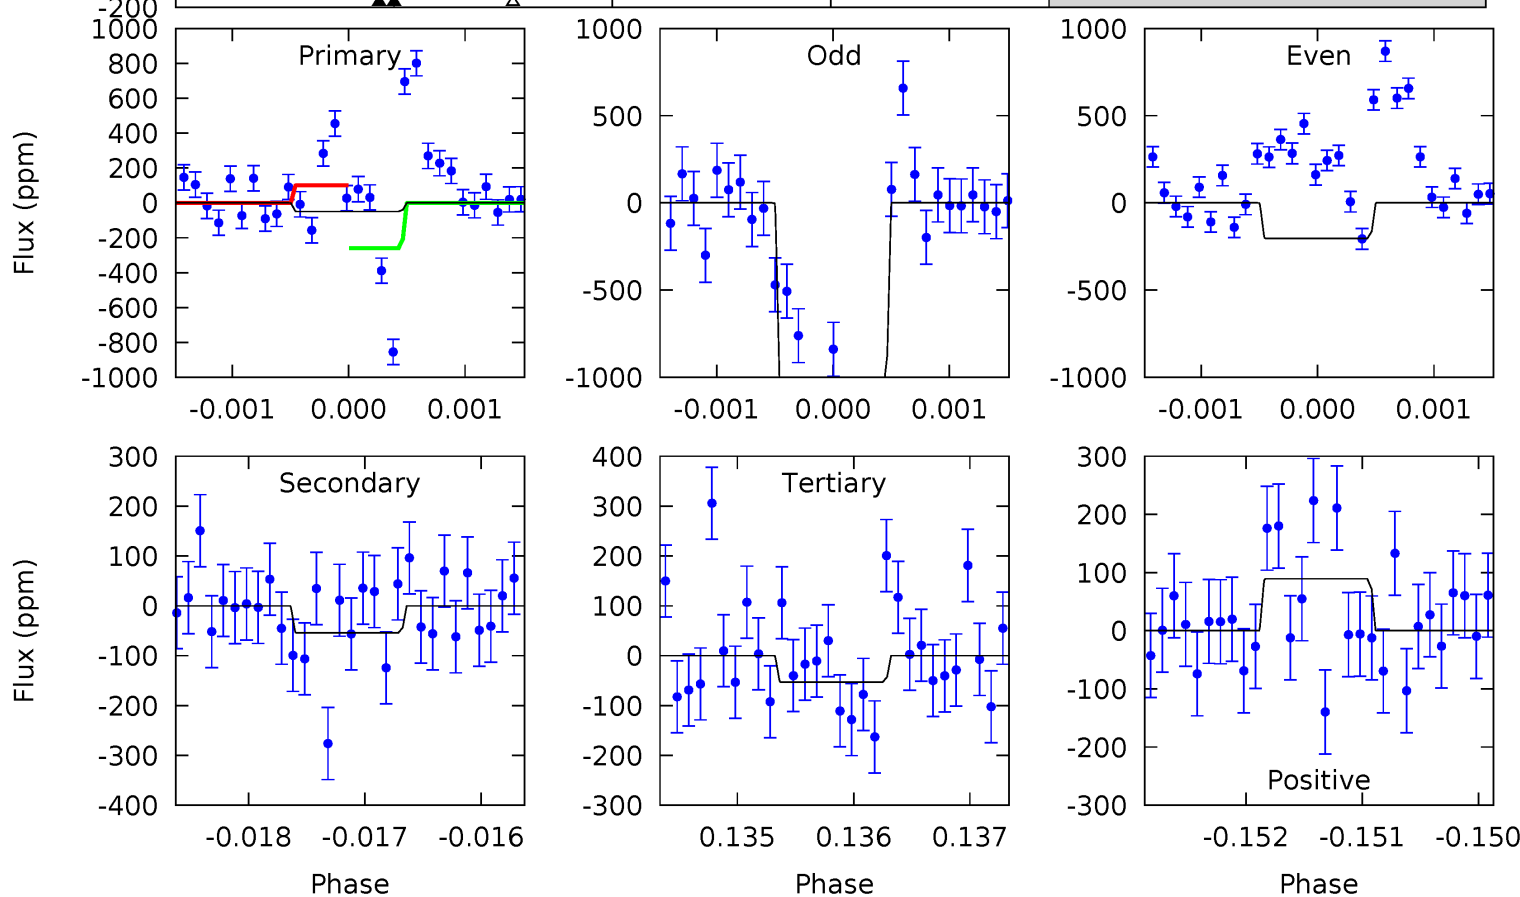 -200
1000
800
600
400
200
0
-200
-400
-600
-800
-1000
Flux (ppm)
Primary
-0.001 0.000 0.001
1000
500
0
-500
-1000
Odd
-0.001 0.000 0.001
1000
500
0
-500
-1000
Even
-0.001 0.000 0.001
300
200
100
0
-100
-200
-300
-400
Flux (ppm)
Secondary
-0.018 -0.017 -0.016
Phase
400
300
200
100
0
-100
-200
-300
Tertiary
0.135 0.136 0.137
Phase
300
200
100
0
-100
-200
-300
Positive
-0.152 -0.151 -0.150
Phase